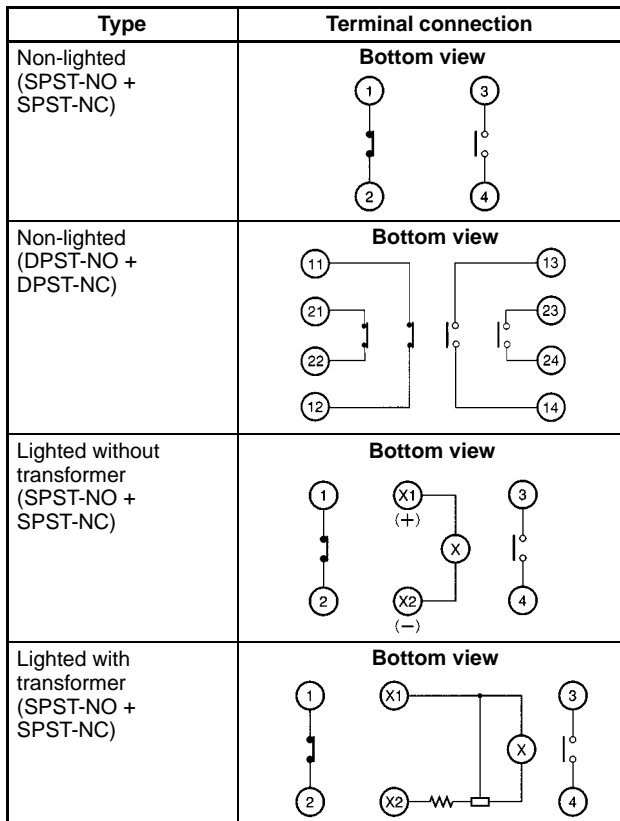 Type Terminal connection
Non-lighted
(SPST-NO +
SPST-NC)
Bottom view
1 3
2 4
Non-lighted
(DPST-NO +
DPST-NC)
Bottom view
11 13
21 23
22 24
12 14
Lighted without
transformer
(SPST-NO +
SPST-NC)
Bottom view
1 X1 3
(+)
X
2 X2 4
(−)
Lighted with
transformer
(SPST-NO +
SPST-NC)
Bottom view
1 X1 3
X
2 X2 4